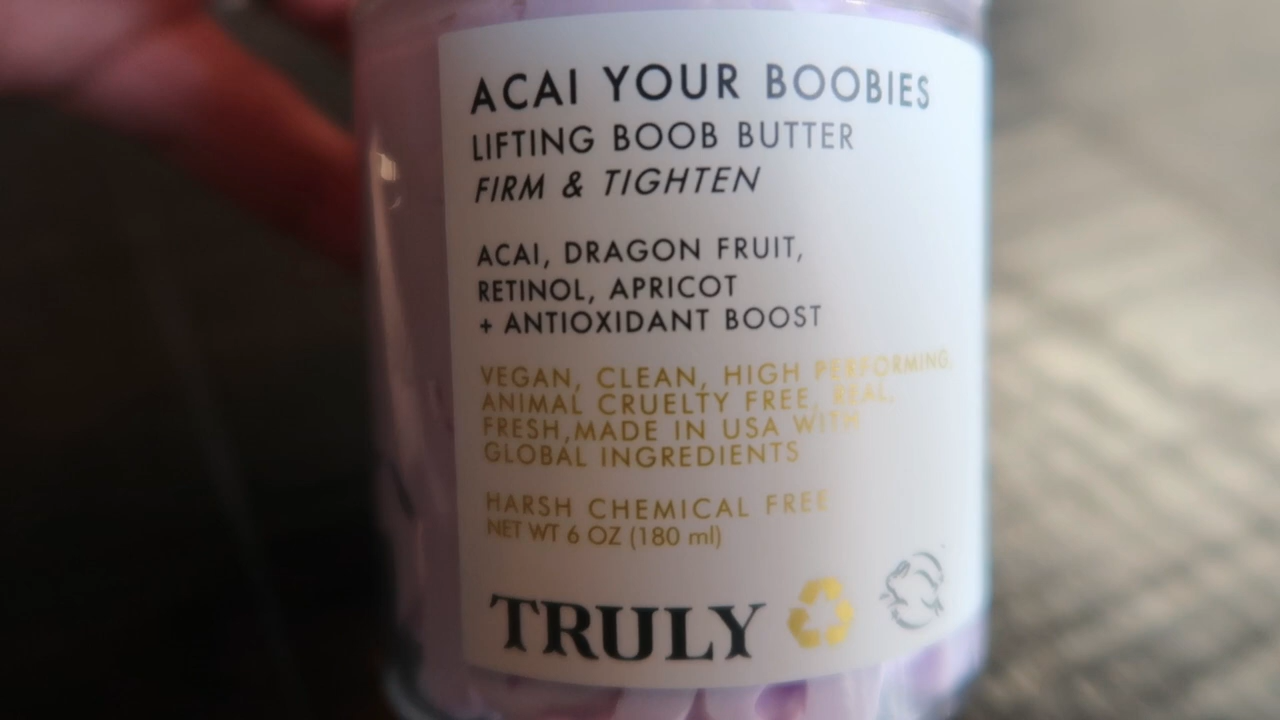 ACAI YOUR BOOBIES
LIFTING BOOB BUTTER
FIRM & TIGHTEN
ACAI, DRAGON FRUIT,
RETINOL, APRICOT
+ ANTIOXIDANT BOOST
VEGAN, CLEAN, HIGH PERFORMING,
ANIMAL CRUELTY FREE, REAL,
FRESH,MADE IN USA WITH
GLOBAL INGREDIENTS
HARSH CHEMICAL FREE
NET WT 6 OZ (180 ml)
TRULY